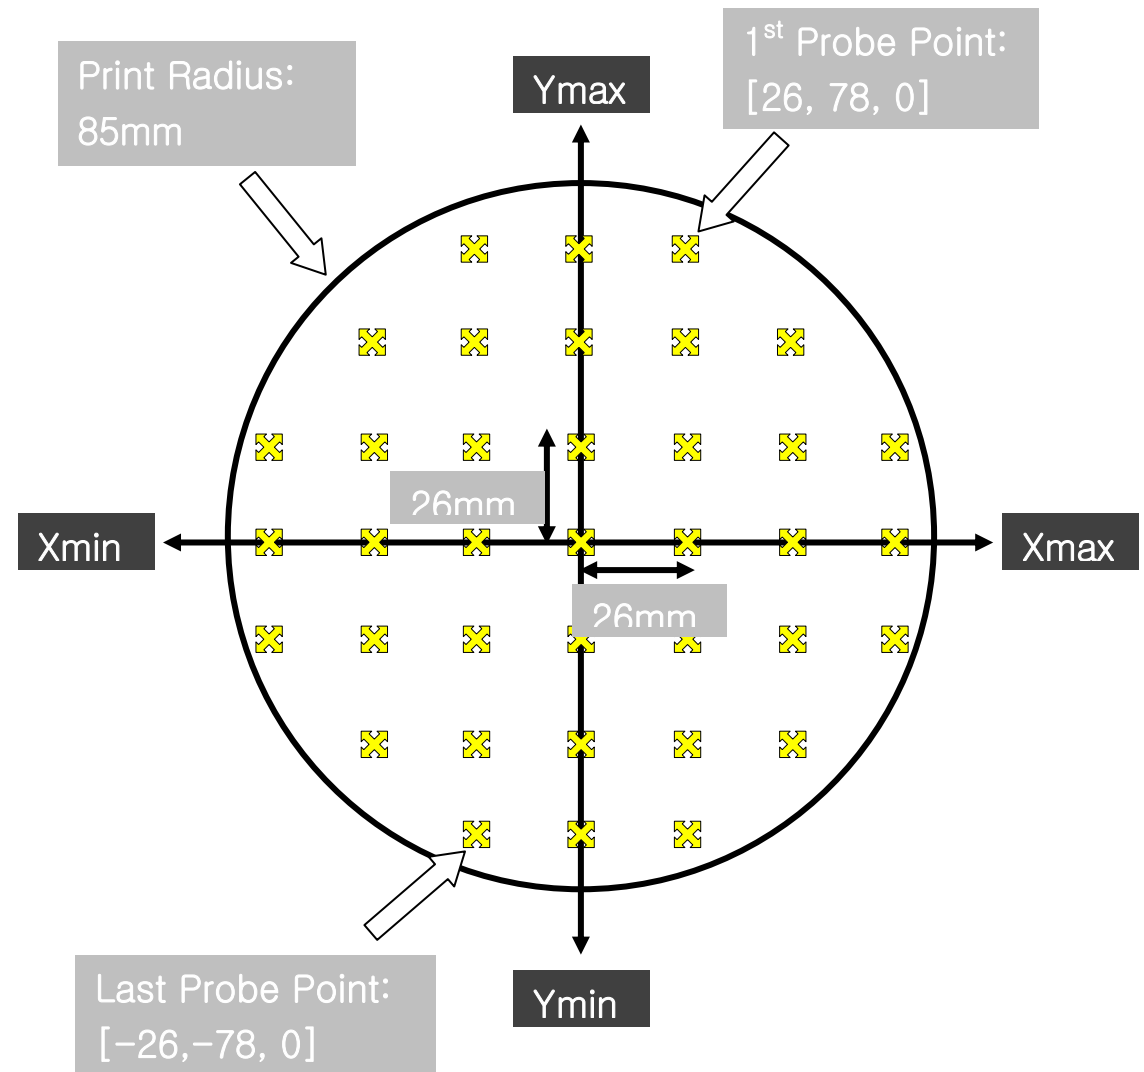 1st Probe Point:
[26, 78, 0]
Print Radius:
85mm
Ymax
26mm
Xmin
Xmax
26mm
Last Probe Point:
[-26,-78, 0]
Ymin